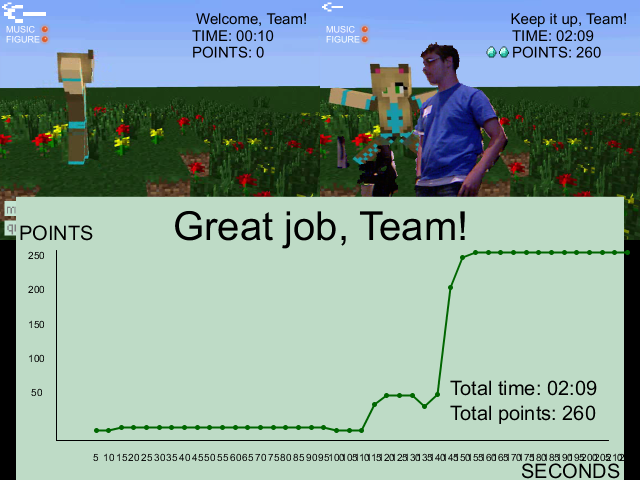 Welcome, Team!
MUSIC
TIME: 00:10
FIGURE
POINTS: 0
Keep it up, Team!
MUSIC
TIME: 02:09
FIGURE
POINTS: 260
Great job, Team!
POINTS
250
200
150
100
50
Total time: 02:09
Total points: 260
5 10 15 20 25 30 35 40 45 50 55 60 65 70 75 80 85 90 95 100 105 110 115 120 125 130 135 140 145 150 155 160 165 170 175 180 185 190 195 200 205 210
SECONDS